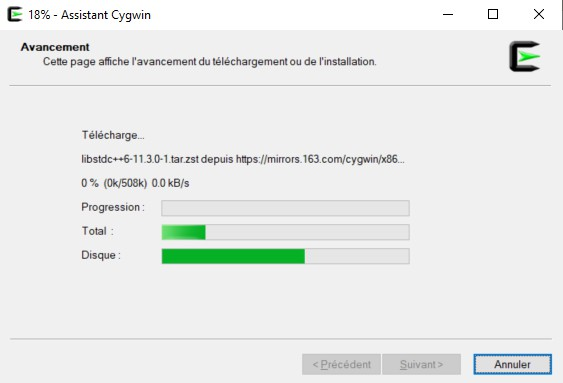 18% - Assistant Cygwin
Avancement
Cette page affiche l'avancement du téléchargement ou de l'installation.
Télécharge...
libstdc++6-11.3.0-1.tar.zst depuis https://mirrors.163.com/cygwin/x86...
0 % (0k/508k) 0.0 kB/s
Progression :
Total :
Disque :
< Précédent Suivant > Annuler